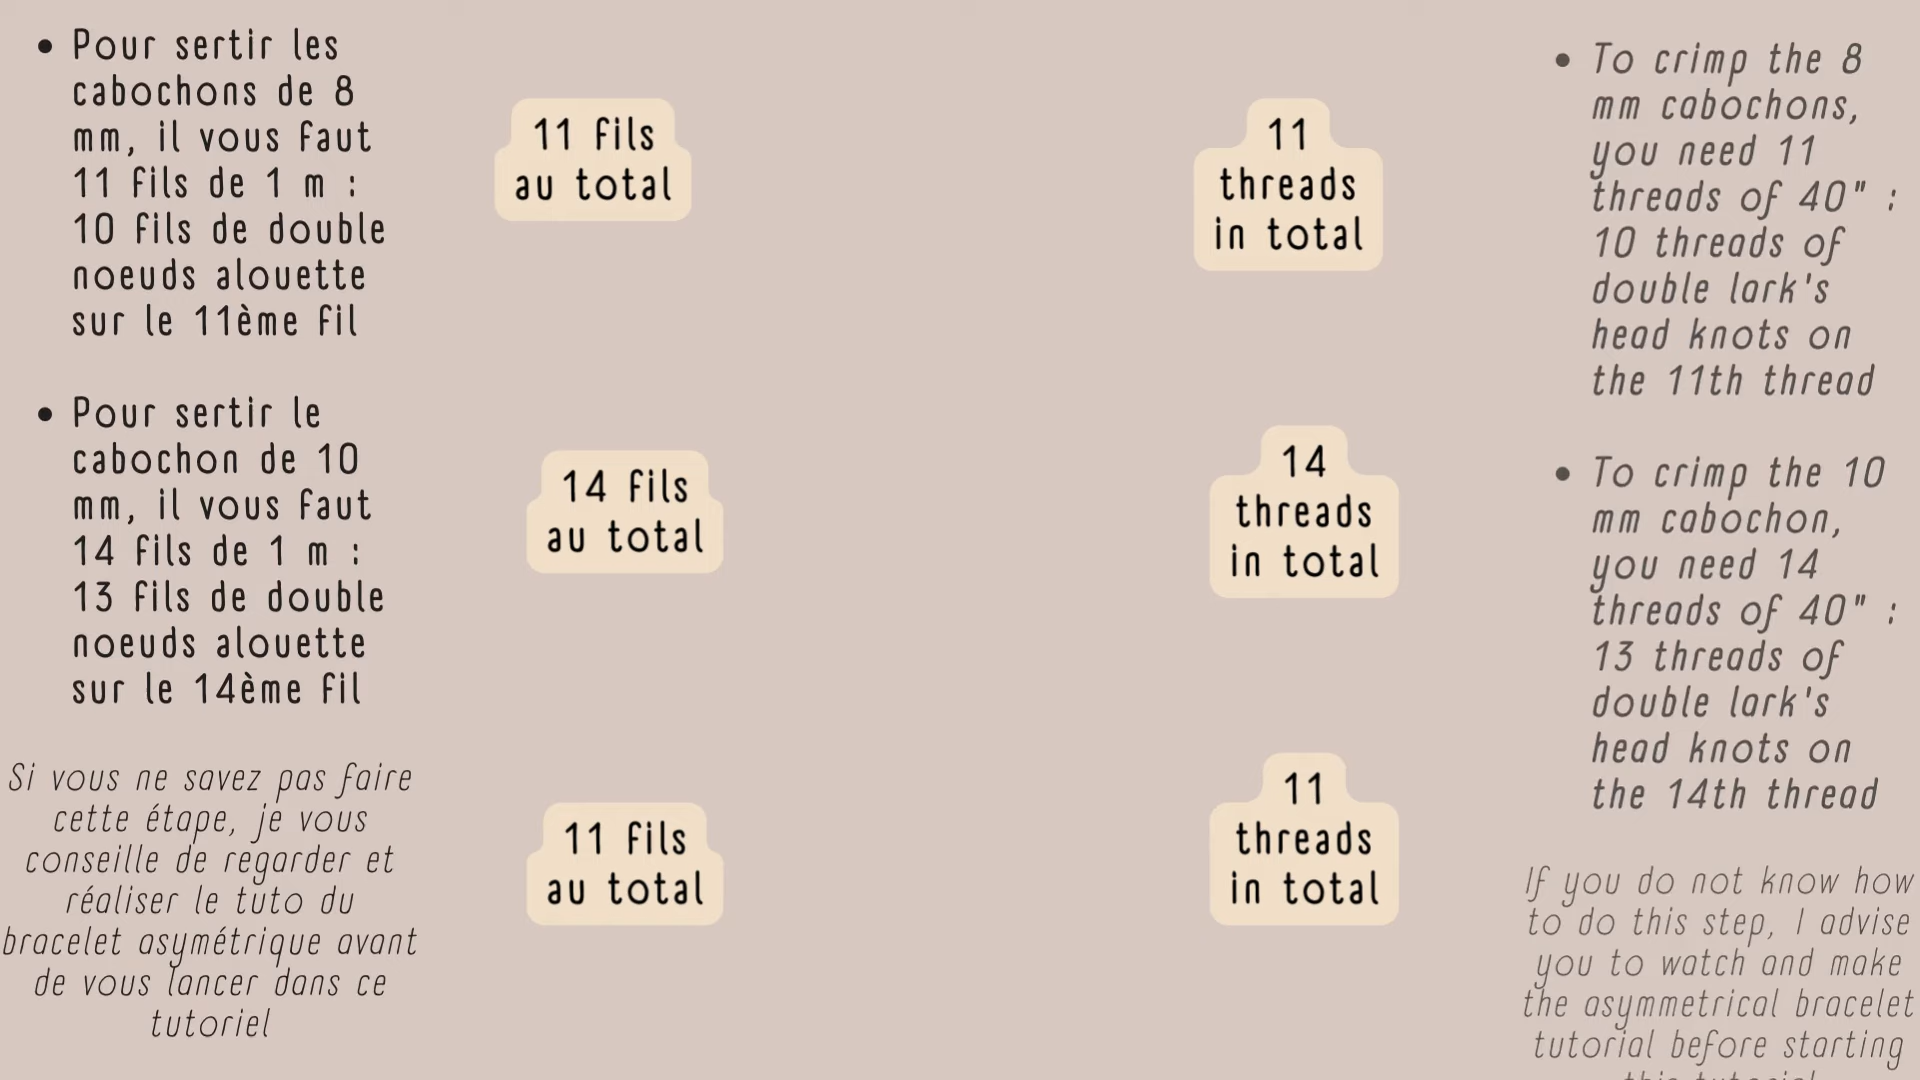 • Pour sertir les
cabochons de 8
mm, il vous faut
11 fils de 1 m :
10 fils de double
noeuds alouette
sur le 11ème fil
• Pour sertir le
cabochon de 10
mm, il vous faut
14 fils de 1 m :
13 fils de double
noeuds alouette
sur le 14ème fil
Si vous ne savez pas faire
cette étape, je vous
conseille de regarder et
réaliser le tuto du
bracelet asymétrique avant
de vous lancer dans ce
tutoriel
11 fils
au total
14 fils
au total
11 fils
au total
11
threads
in total
14
threads
in total
11
threads
in total
• To crimp the 8
mm cabochons,
you need 11
threads of 40" :
10 threads of
double lark's
head knots on
the 11th thread
• To crimp the 10
mm cabochon,
you need 14
threads of 40" :
13 threads of
double lark's
head knots on
the 14th thread
If you do not know how
to do this step, I advise
you to watch and make
the asymmetrical bracelet
tutorial before starting
this tutorial